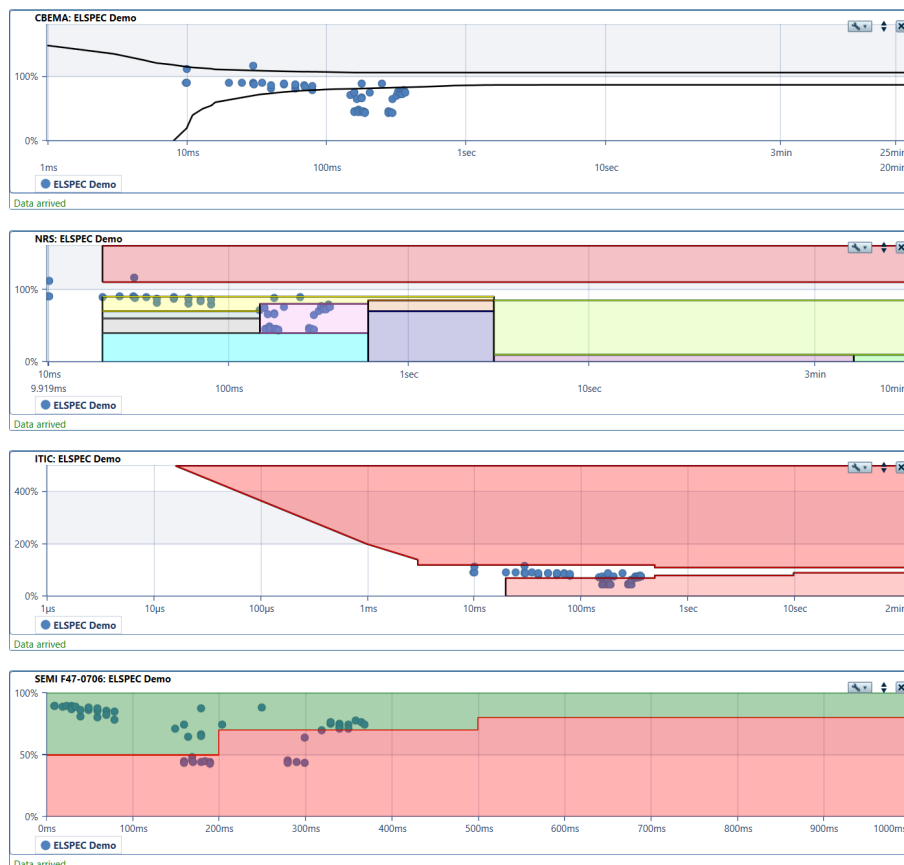 CBEMA: ELSPEC Demo
100%
0%
10ms 1sec 3min 25min
1ms 100ms 10sec 20min
ELSPEC Demo
Data arrived
NRS: ELSPEC Demo
100%
0%
10ms 1sec 3min
9.919ms 100ms 10sec 10min
ELSPEC Demo
Data arrived
ITIC: ELSPEC Demo
400%
200%
0%
1µs 10µs 100µs 1ms 10ms 100ms 1sec 10sec 2min
ELSPEC Demo
Data arrived
SEMI F47-0706: ELSPEC Demo
100%
50%
0%
0ms 100ms 200ms 300ms 400ms 500ms 600ms 700ms 800ms 900ms 1000ms
ELSPEC Demo
Data arrived